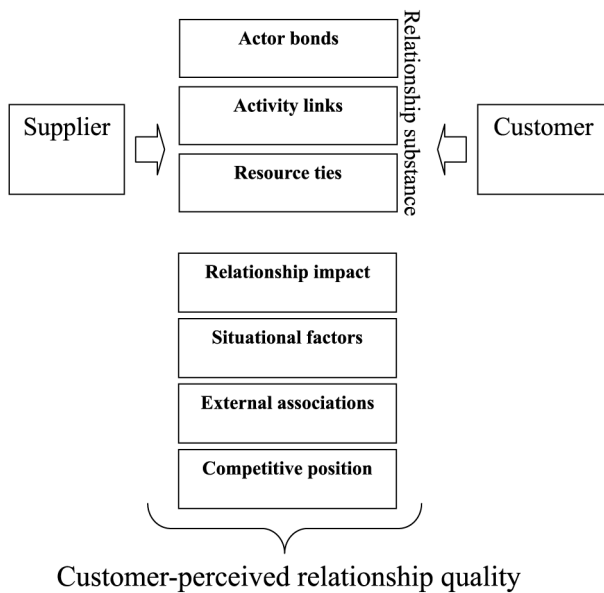 Actor bonds
Activity links
Resource ties
Relationship substance
Supplier
Customer
Relationship impact
Situational factors
External associations
Competitive position
Customer-perceived relationship quality